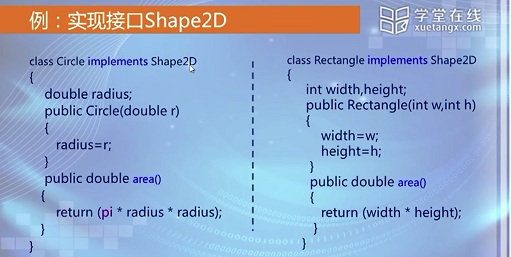 例：实现接口Shape2D
学堂在线
xuetangx.com
class Circle implements Shape2D
{
double radius;
public Circle(double r)
{
radius=r;
}
public double area()
{
return (pi * radius * radius);
}
}
class Rectangle implements Shape2D
{
int width,height;
public Rectangle(int w,int h)
{
width=w;
height=h;
}
public double area()
{
return (width * height);
}
}